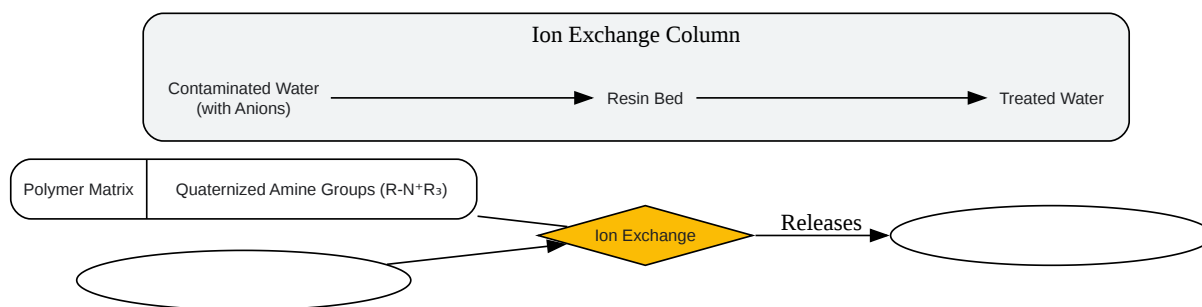 Ion Exchange Column
Contaminated Water
(with Anions)
Resin Bed
Treated Water
Polymer Matrix
Quaternized Amine Groups (R-N⁺R₃)
Ion Exchange
Releases